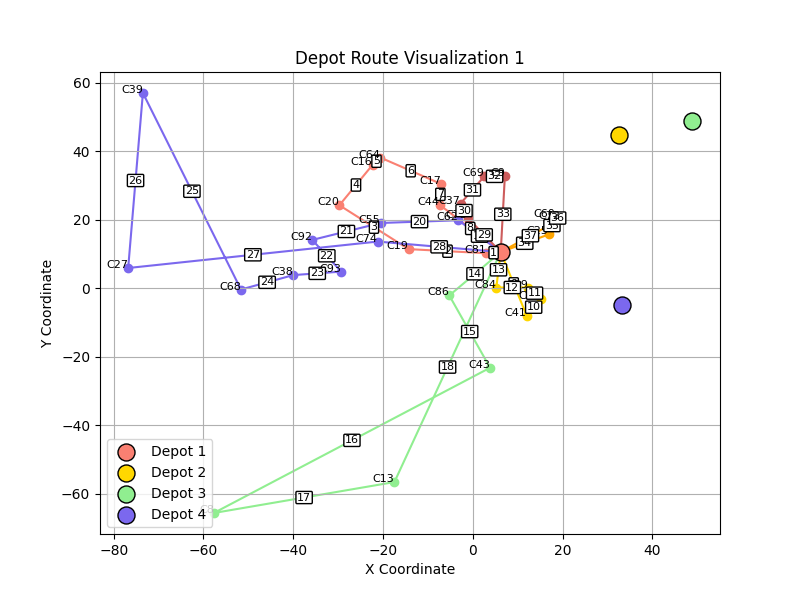 Depot Route Visualization 1
60
40
20
0
−20
−40
−60
−80
−60
−40
−20
0
20
40
X Coordinate
Y Coordinate
C39
C64
C16
5
6
C17
C69
32
26
25
4
31
7
C20
C44
C37
30
33
C55
20
21
3
8
29
36
C92
C74
37
C19
28
C81
1
22
27
C27
C38
23
C93
14
13
24
C68
C86
C84
12
11
10
C41
15
18
C43
16
C13
17
Depot 1
Depot 2
Depot 3
Depot 4